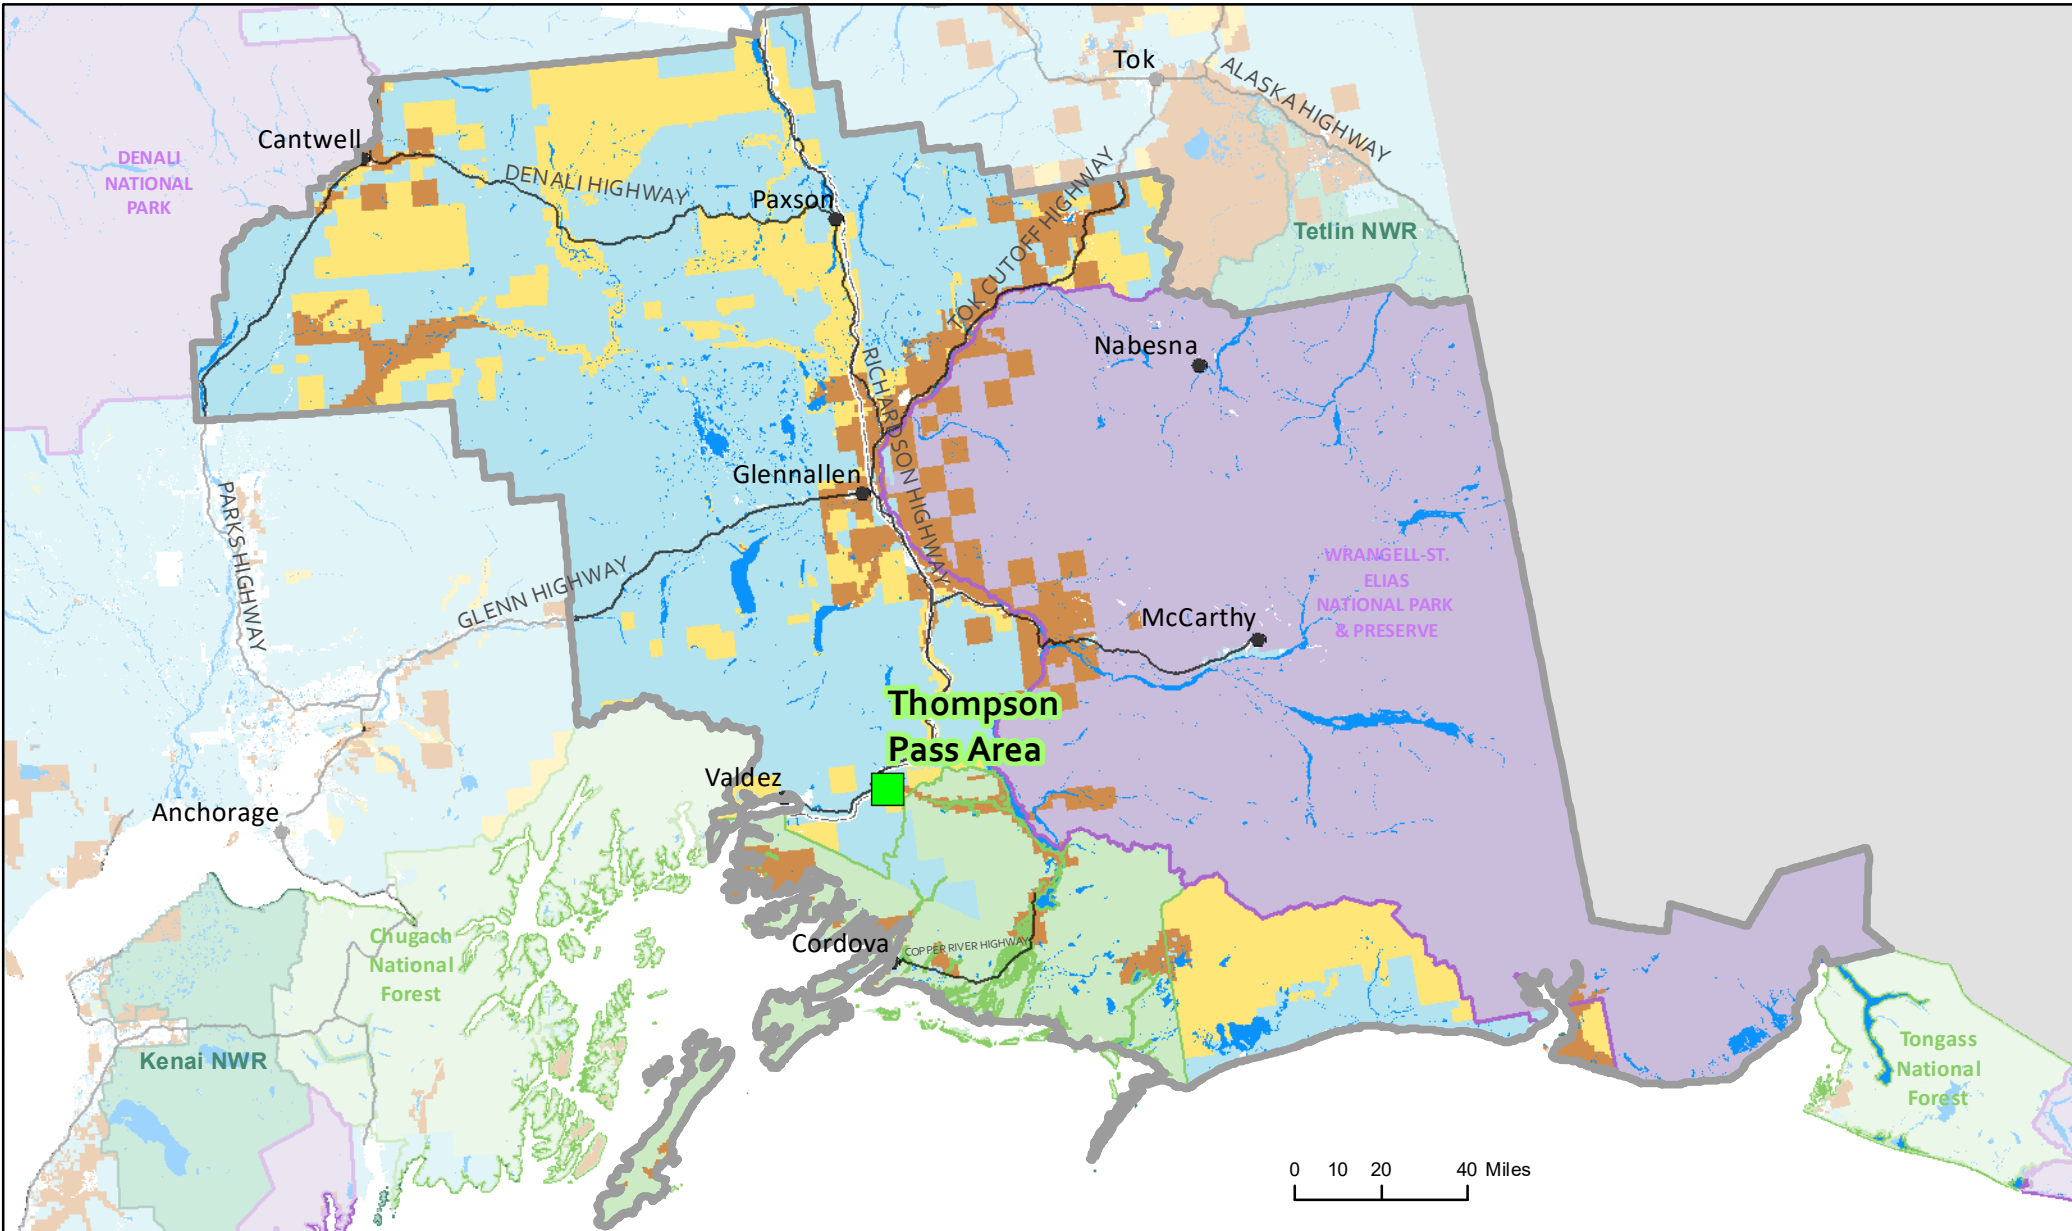 Tok
ALASKA HIGHWAY
Cantwell
DENALI
NATIONAL
PARK
DENALI HIGHWAY
Paxson
TOK CUTOFF HIGHWAY
Tetlin NWR
Nabesna
RICHARDSON HIGHWAY
Glennallen
PARKS HIGHWAY
GLENN HIGHWAY
WRANGELL-ST.
ELIAS
NATIONAL PARK
& PRESERVE
McCarthy
Thompson
Pass Area
Valdez
Anchorage
Chugach
National
Forest
Cordova
COPPER RIVER HIGHWAY
Kenai NWR
Tongass
National
Forest
0 10 20 40 Miles